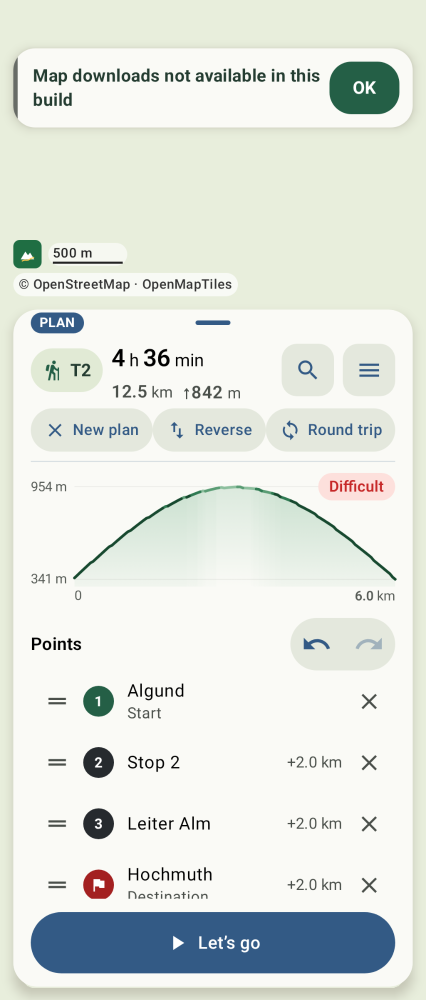 Map downloads not available in this
build
OK
500 m
© OpenStreetMap · OpenMapTiles
PLAN
T2
4 h 36 min
12.5 km ↑842 m
New plan
Reverse
Round trip
954 m
Difficult
341 m
0
6.0 km
Points
1
Algund
Start
2
Stop 2
+2.0 km
3
Leiter Alm
+2.0 km
Hochmuth
+2.0 km
Destination
Let’s go